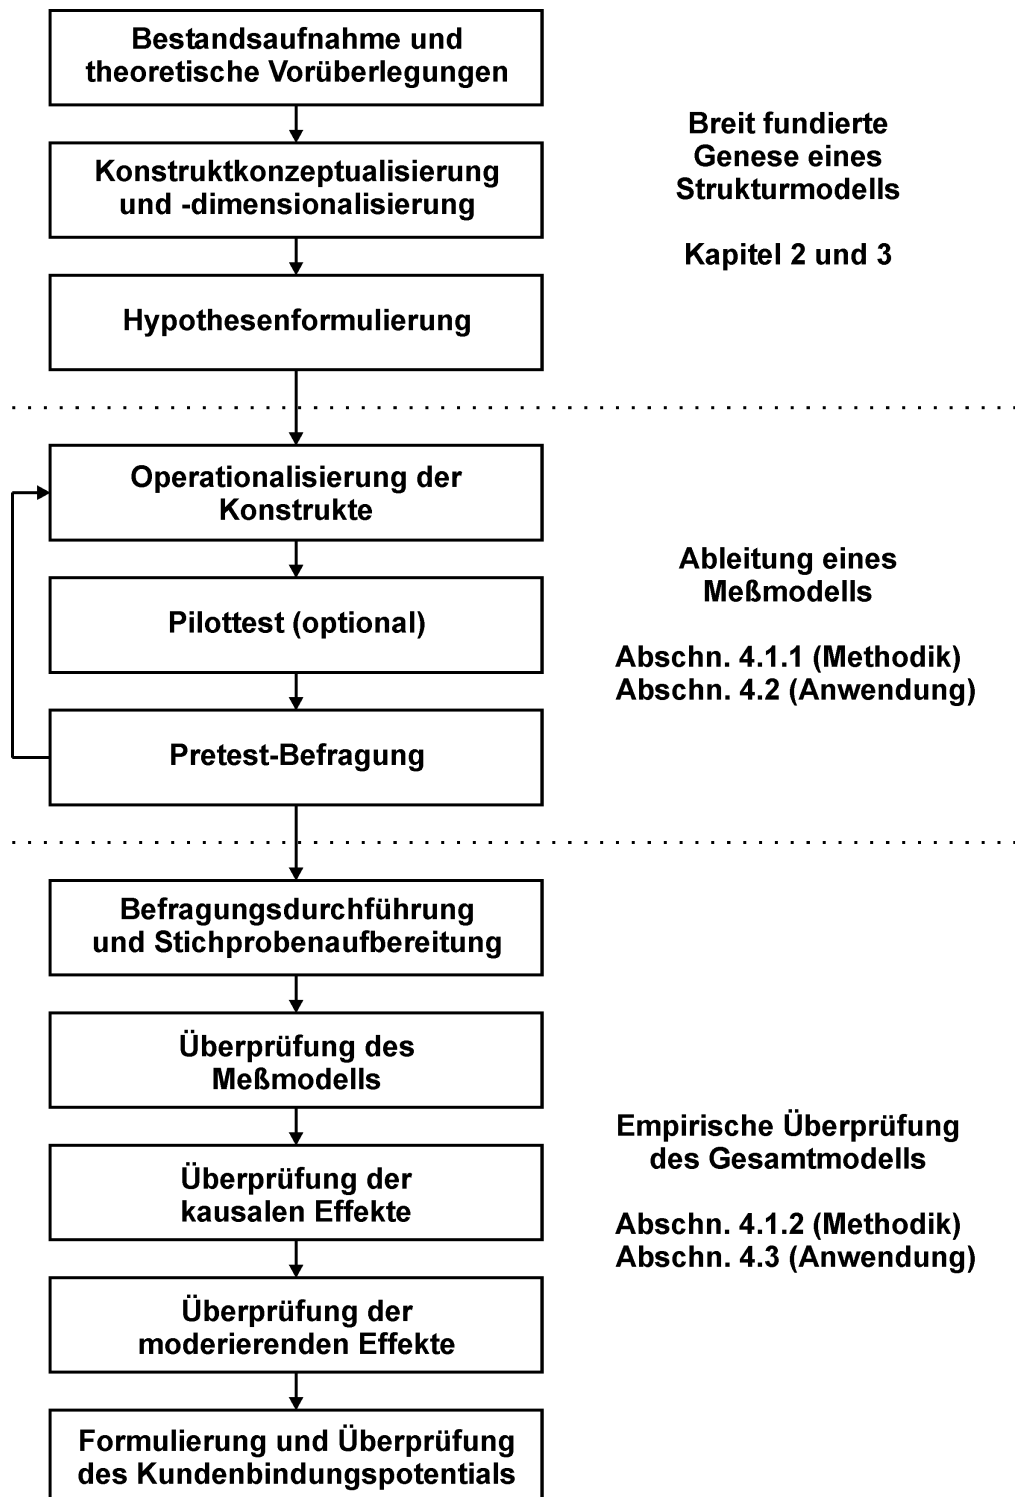 Bestandsaufnahme und
theoretische Vorüberlegungen
Konstruktkonzeptualisierung
und -dimensionalisierung
Hypothesenformulierung
Breit fundierte
Genese eines
Strukturmodells
Kapitel 2 und 3
Operationalisierung der
Konstrukte
Pilottest (optional)
Pretest-Befragung
Ableitung eines
Meßmodells
Abschn. 4.1.1 (Methodik)
Abschn. 4.2 (Anwendung)
Befragungsdurchführung
und Stichprobenaufbereitung
Überprüfung des
Meßmodells
Überprüfung der
kausalen Effekte
Überprüfung der
moderierenden Effekte
Formulierung und Überprüfung
des Kundenbindungspotentials
Empirische Überprüfung
des Gesamtmodells
Abschn. 4.1.2 (Methodik)
Abschn. 4.3 (Anwendung)